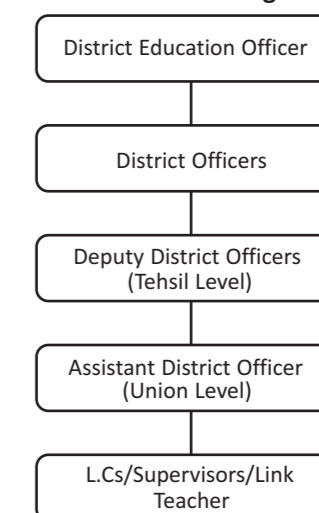 District Education Officer
District Officers
Deputy District Officers
(Tehsil Level)
Assistant District Officer
(Union Level)
L.Cs/Supervisors/Link
Teacher